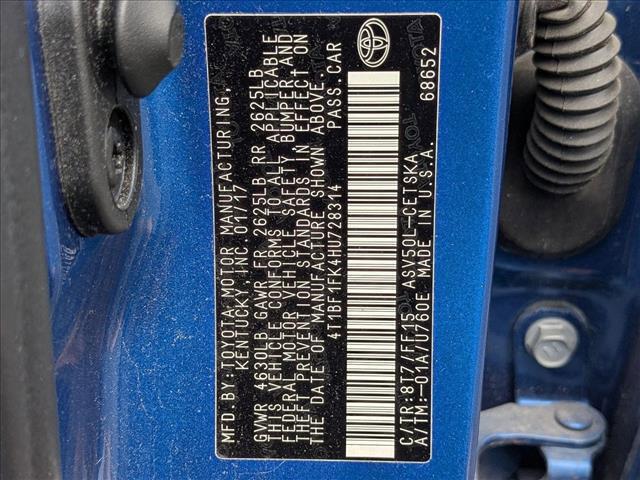 MFD. BY: TOYOTA MOTOR MANUFACTURING,
KENTUCKY, INC. 01/17
GVWR 4630LB GAWR FR 2625LB RR 2625LB
THIS VEHICLE CONFORMS TO ALL APPLICABLE
FEDERAL MOTOR VEHICLE SAFETY, BUMPER, AND
THEFT PREVENTION STANDARDS IN EFFECT ON
THE DATE OF MANUFACTURE SHOWN ABOVE.
4T1BF1FK4HU728314 PASS.CAR
C/TR:8T7/FF15 ASV50L-CETSKA
A/TM:-01A/U760E MADE IN U.S.A.
68652